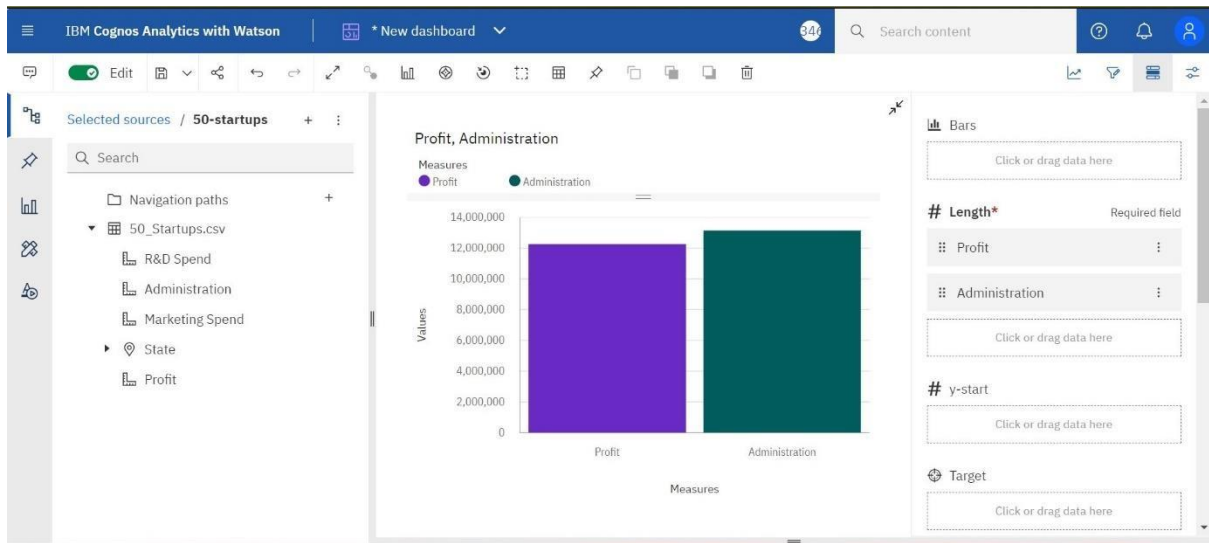 IBM Cognos Analytics with Watson
* New dashboard
Search content
Edit
Selected sources / 50-startups
Search
Navigation paths
50_Startups.csv
R&D Spend
Administration
Marketing Spend
State
Profit
Profit, Administration
Measures
Profit
Administration
14,000,000
12,000,000
10,000,000
8,000,000
6,000,000
4,000,000
2,000,000
0
Values
Profit
Administration
Measures
Bars
Click or drag data here
# Length* Required field
Profit
Administration
Click or drag data here
# y-start
Click or drag data here
Target
Click or drag data here